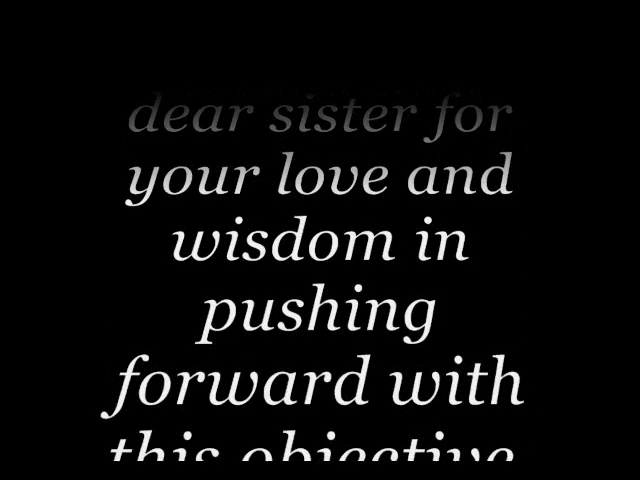 dear sister for
your love and
wisdom in
pushing
forward with
this objective.